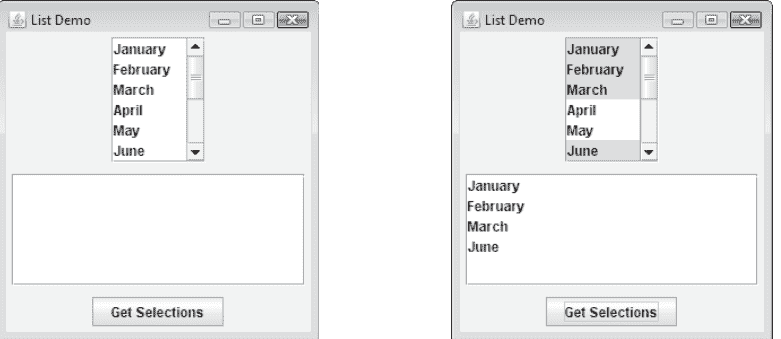 List Demo
January
February
March
April
May
June
Get Selections
List Demo
January
February
March
April
May
June
January
February
March
June
Get Selections